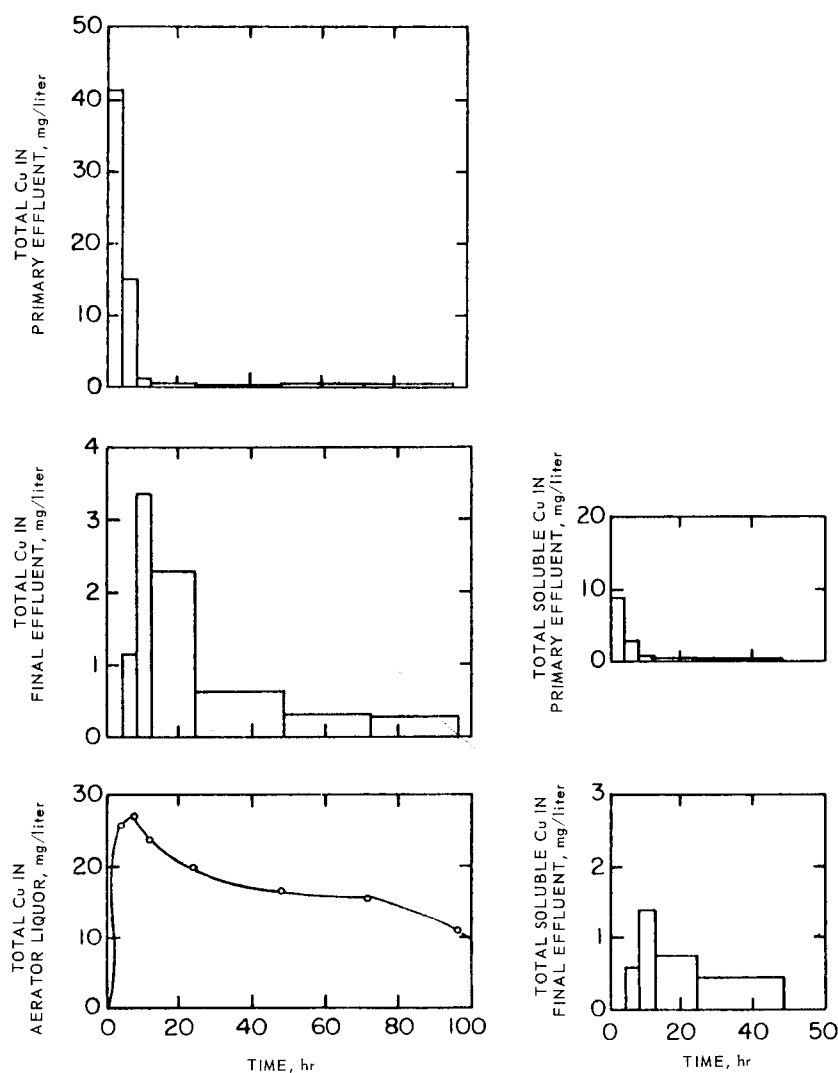 TOTAL Cu IN
PRIMARY EFFLUENT, mg/liter
50
40
30
20
10
0
TOTAL Cu IN
FINAL EFFLUENT, mg/liter
4
3
2
1
0
TOTAL SOLUBLE Cu IN
PRIMARY EFFLUENT, mg/liter
20
10
0
TOTAL Cu IN
AERATOR LIQUOR, mg/liter
30
20
10
0
0 20 40 60 80 100
TIME, hr
TOTAL SOLUBLE Cu IN
FINAL EFFLUENT, mg/liter
3
2
1
0
0 20 40 50
TIME, hr